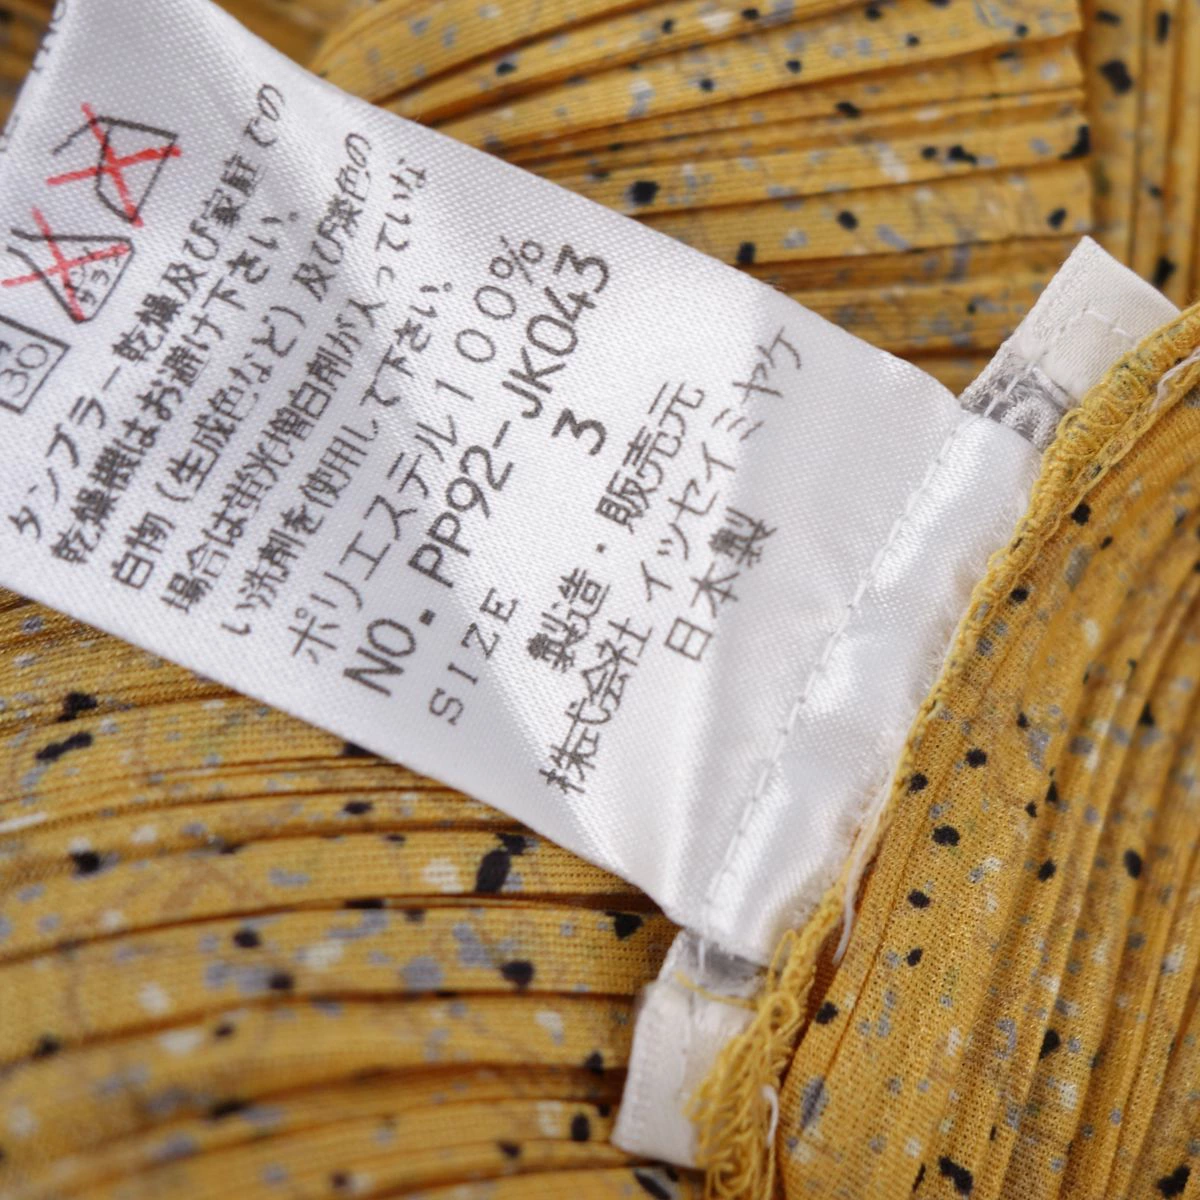 サラシ
30
タンブラー乾燥及び家庭での
乾燥機はお避け下さい。
白物(生成色など)及び淡色の
場合は蛍光増白剤が入っていな
い洗剤を使用して下さい。
ポリエステル100%
NO.PP92-JK043
SIZE 3
製造・販売元
株式会社 イッセイミヤケ
日本製